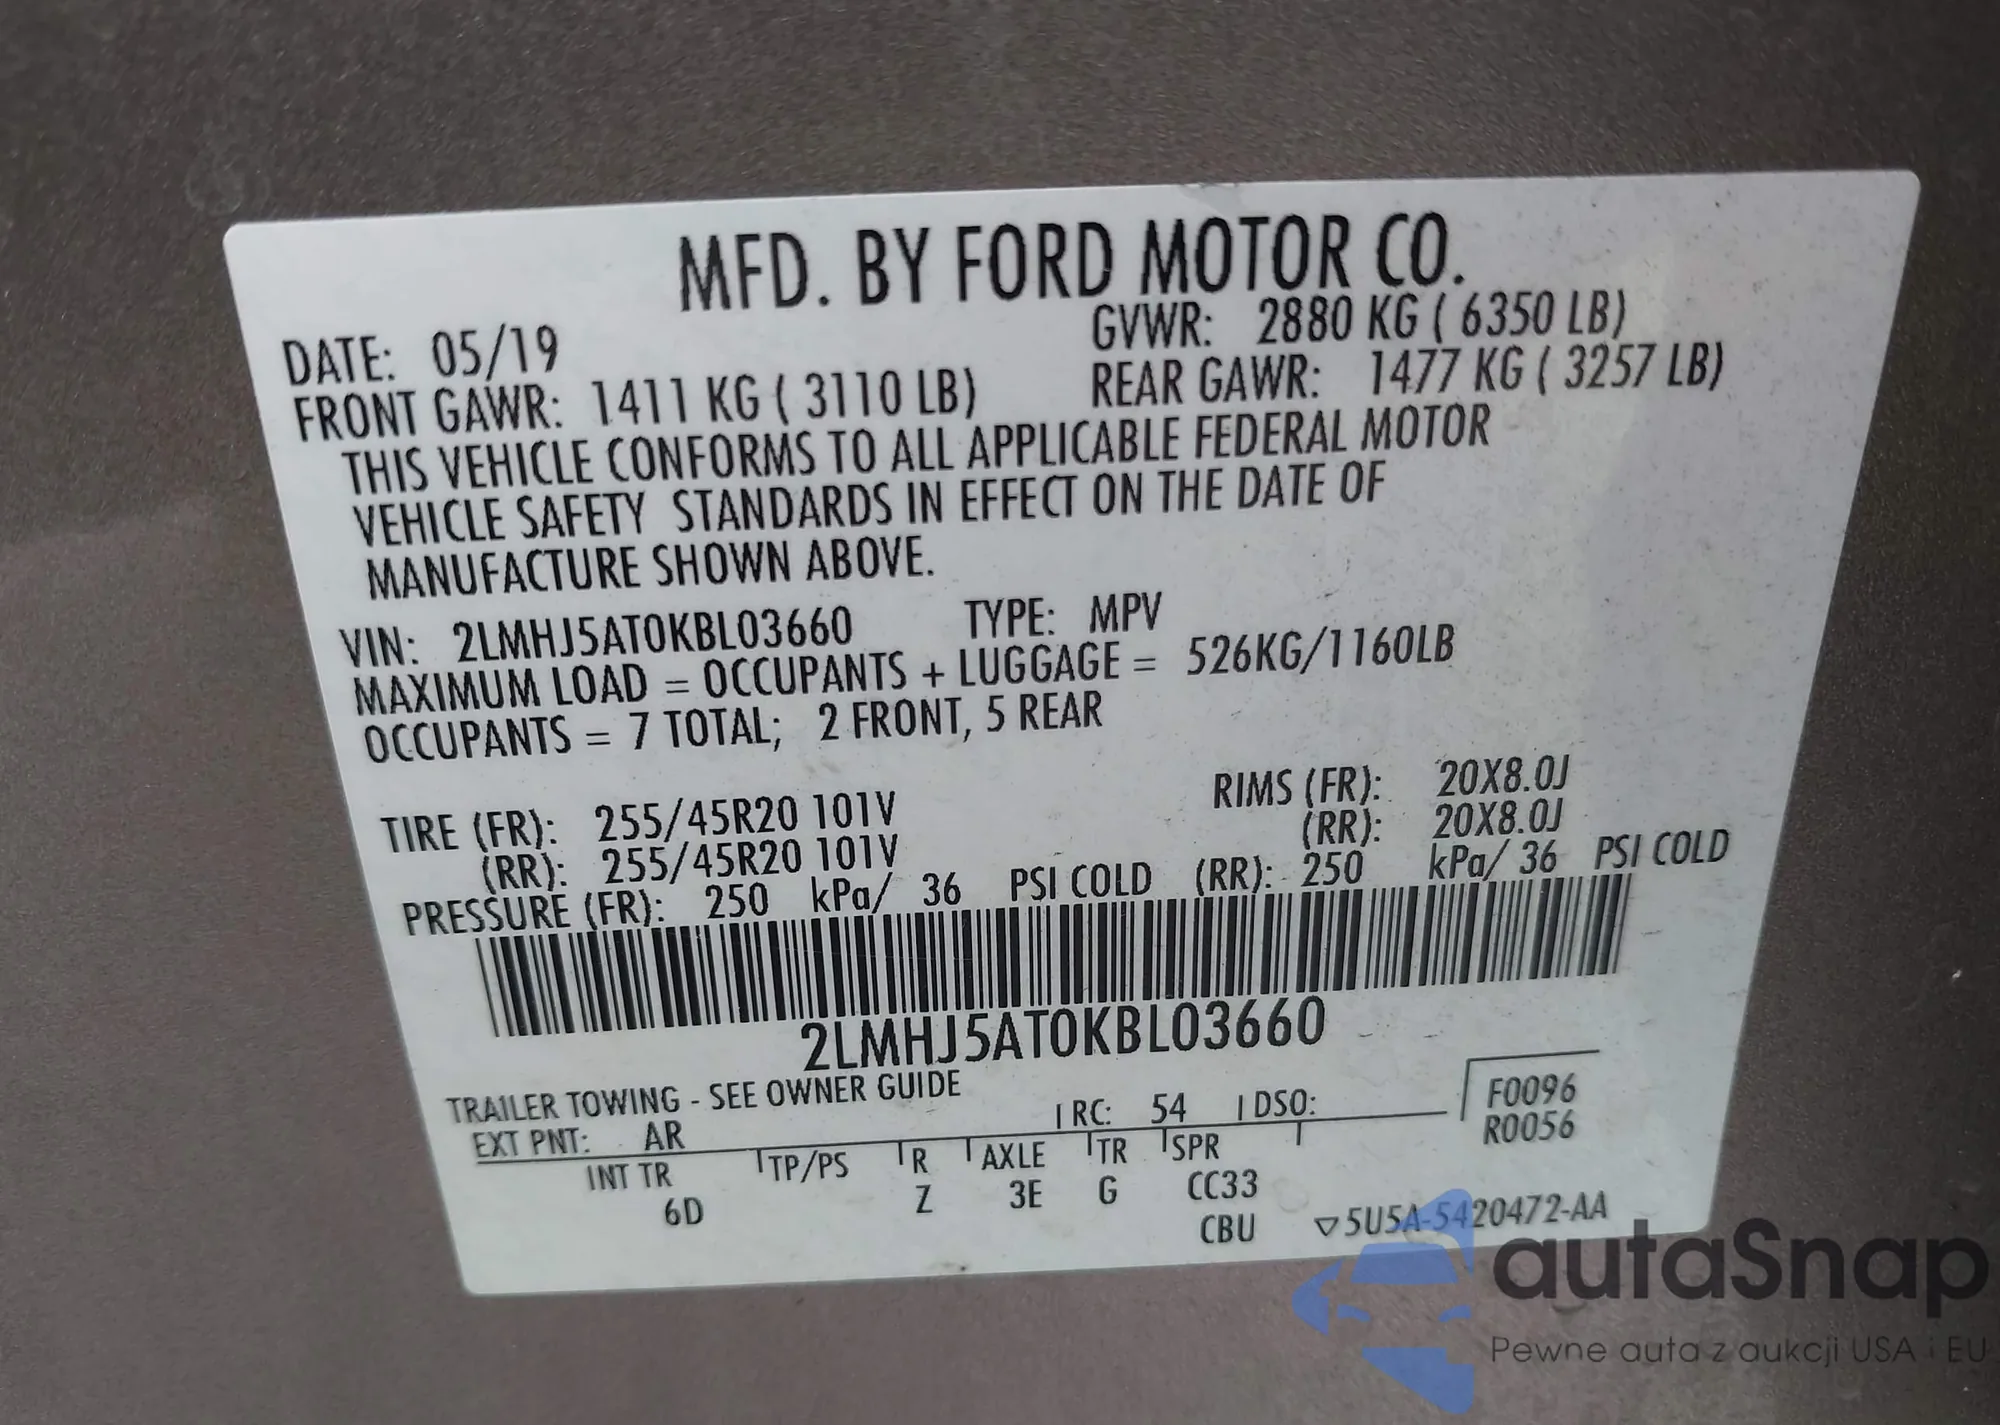 MFD. BY FORD MOTOR CO.
DATE: 05/19 GVWR: 2880 KG ( 6350 LB)
FRONT GAWR: 1411 KG ( 3110 LB) REAR GAWR: 1477 KG ( 3257 LB)
THIS VEHICLE CONFORMS TO ALL APPLICABLE FEDERAL MOTOR
VEHICLE SAFETY STANDARDS IN EFFECT ON THE DATE OF
MANUFACTURE SHOWN ABOVE.
VIN: 2LMHJ5AT0KBL03660 TYPE: MPV
MAXIMUM LOAD = OCCUPANTS + LUGGAGE = 526KG/1160LB
OCCUPANTS = 7 TOTAL; 2 FRONT, 5 REAR
TIRE (FR): 255/45R20 101V RIMS (FR): 20X8.0J
(RR): 255/45R20 101V (RR): 20X8.0J
PRESSURE (FR): 250 kPa/ 36 PSI COLD (RR): 250 kPa/ 36 PSI COLD
2LMHJ5AT0KBL03660
TRAILER TOWING - SEE OWNER GUIDE
EXT PNT: AR RC: 54 DSO: F0096
R0056
INT TR TP/PS R AXLE TR SPR
6D Z 3E G CC33
CBU ▽5U5A-5420472-AA
autaSnap
Pewne auta z aukcji USA i EU